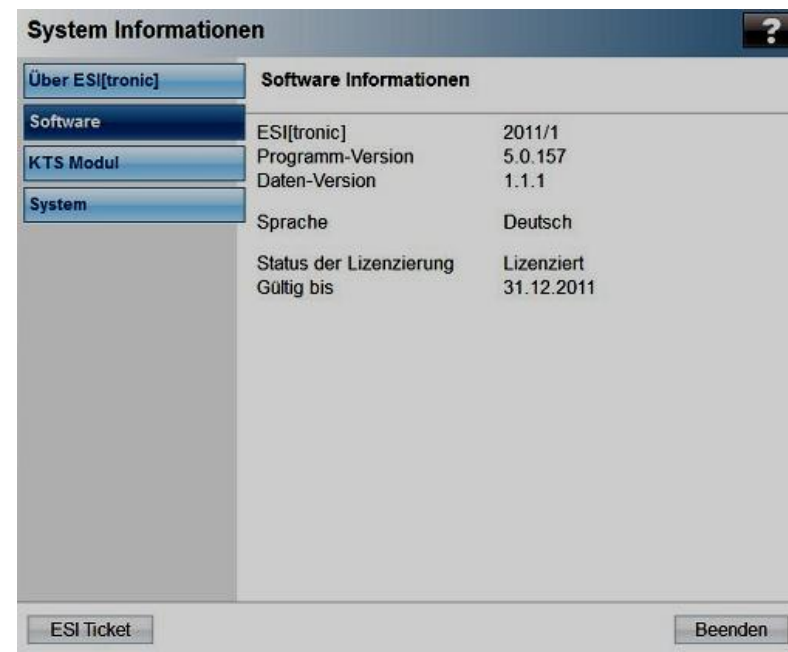 System Informationen
?
Über ESI[tronic]
Software
KTS Modul
System
Software Informationen
ESI[tronic] 2011/1
Programm-Version 5.0.157
Daten-Version 1.1.1
Sprache Deutsch
Status der Lizenzierung Lizenziert
Gültig bis 31.12.2011
ESI Ticket
Beenden